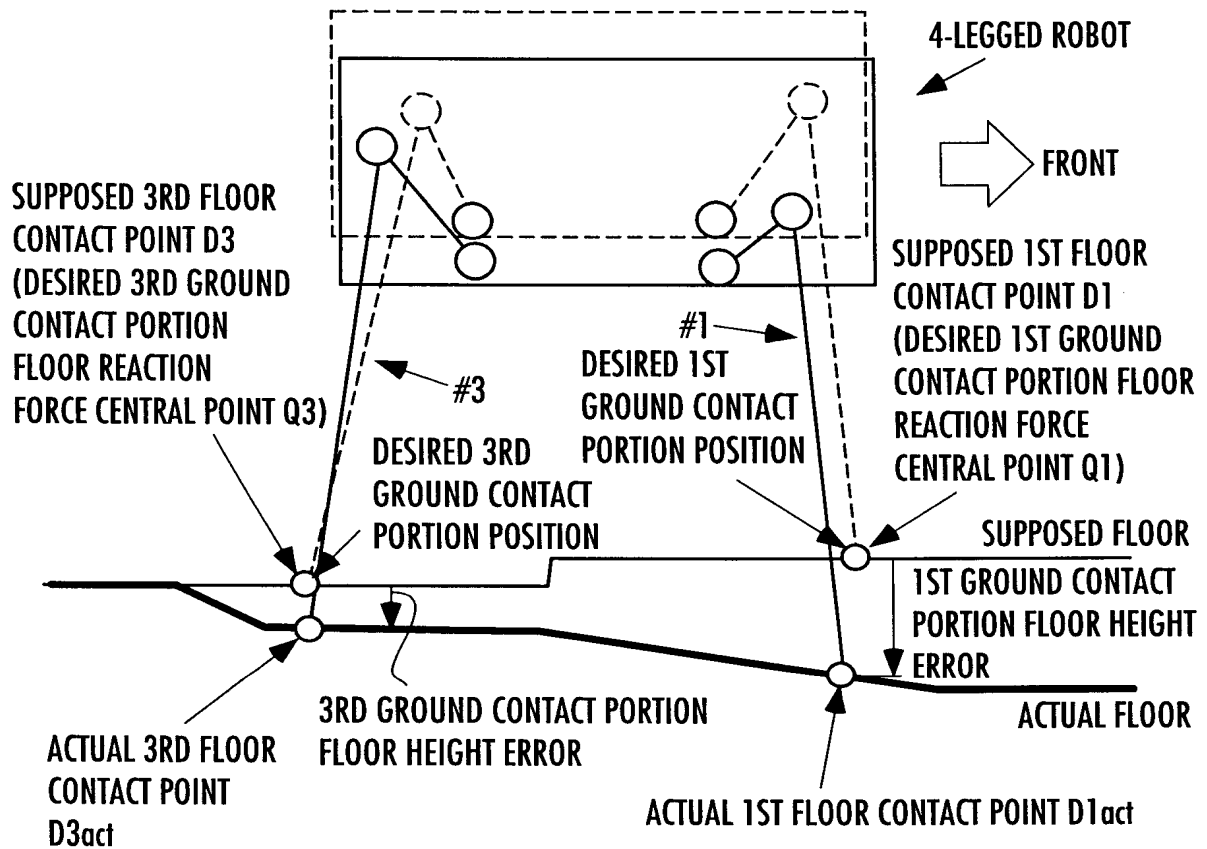 4-LEGGED ROBOT
FRONT
SUPPOSED 3RD FLOOR
CONTACT POINT D3
(DESIRED 3RD GROUND
CONTACT PORTION
FLOOR REACTION
FORCE CENTRAL POINT Q3)
#3
DESIRED 3RD
GROUND CONTACT
PORTION POSITION
#1
DESIRED 1ST
GROUND CONTACT
PORTION POSITION
SUPPOSED 1ST FLOOR
CONTACT POINT D1
(DESIRED 1ST GROUND
CONTACT PORTION FLOOR
REACTION FORCE
CENTRAL POINT Q1)
SUPPOSED FLOOR
1ST GROUND CONTACT
PORTION FLOOR HEIGHT
ERROR
ACTUAL FLOOR
3RD GROUND CONTACT PORTION
FLOOR HEIGHT ERROR
ACTUAL 3RD FLOOR
CONTACT POINT
D3act
ACTUAL 1ST FLOOR CONTACT POINT D1act